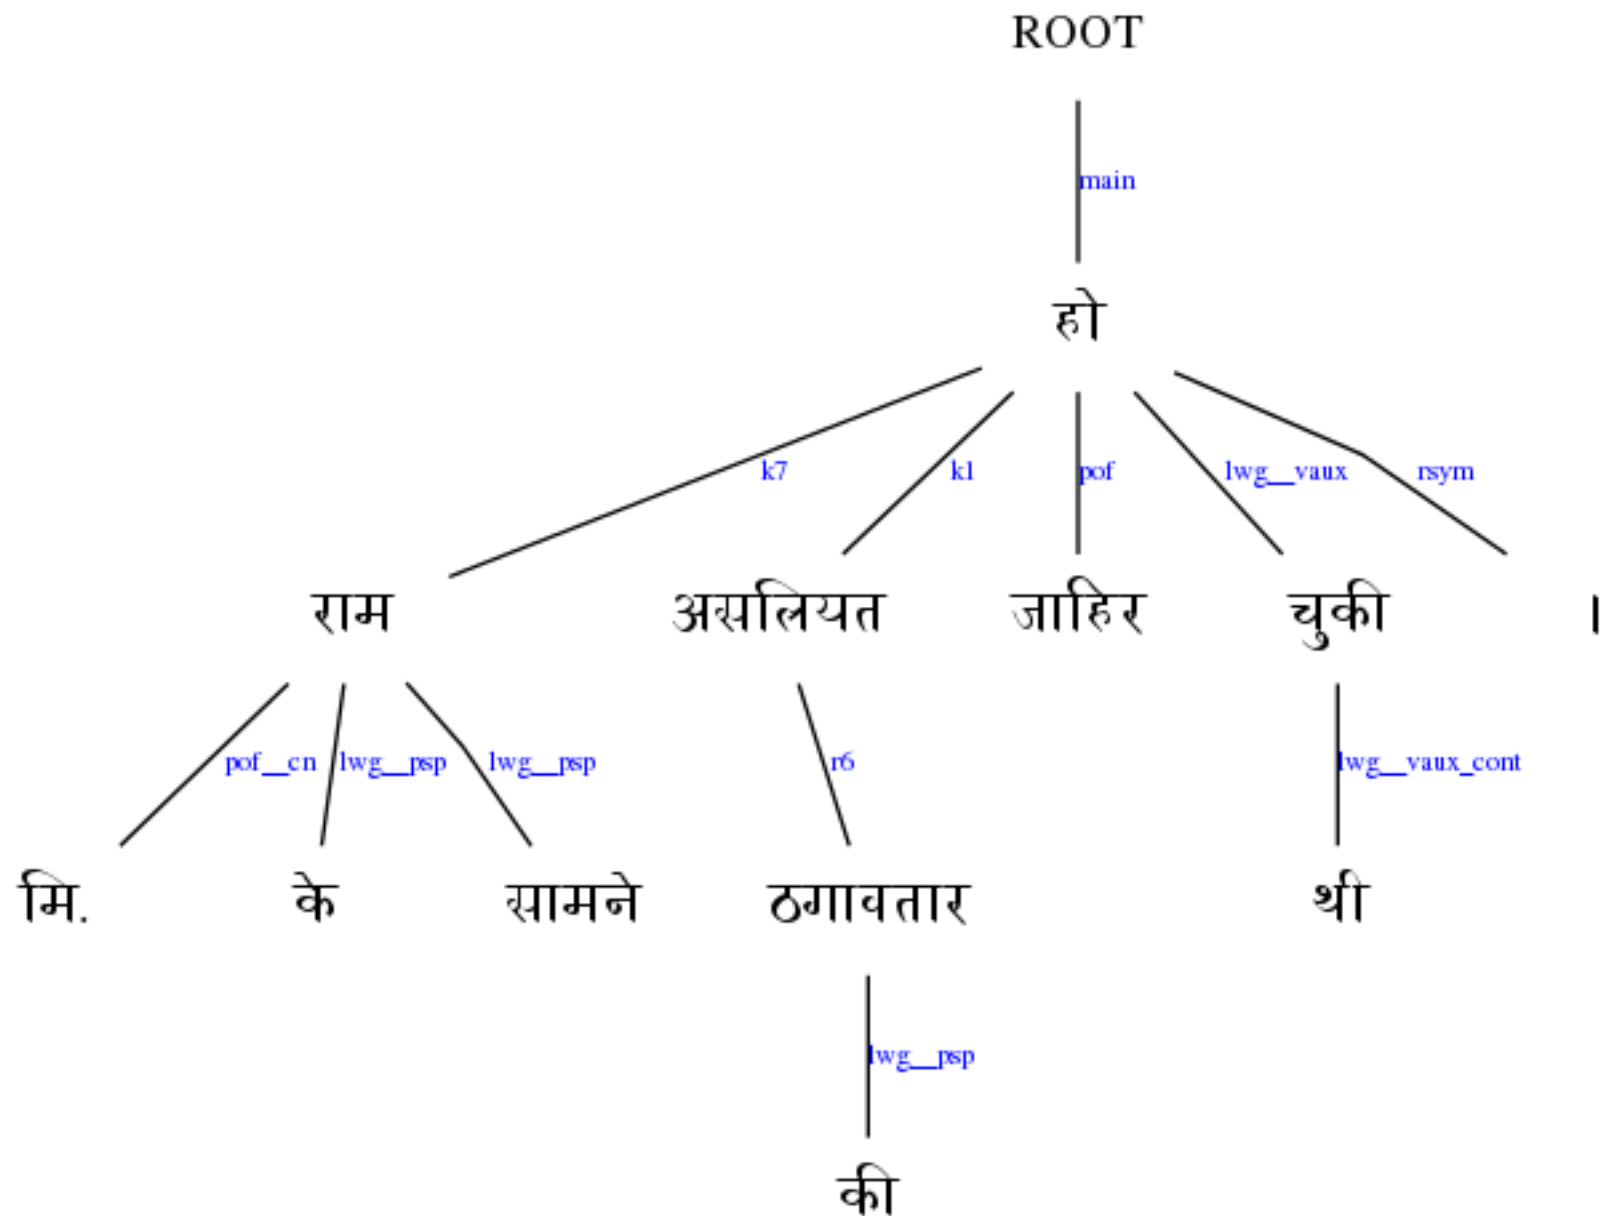 ROOT
main
हो
k7 k1 pof lwg__vaux rsym
राम असलियत जाहिर चुकी ।
pof__cn lwg__psp lwg__psp r6 lwg__vaux_cont
मि. के सामने ठगावतार थी
lwg__psp
की